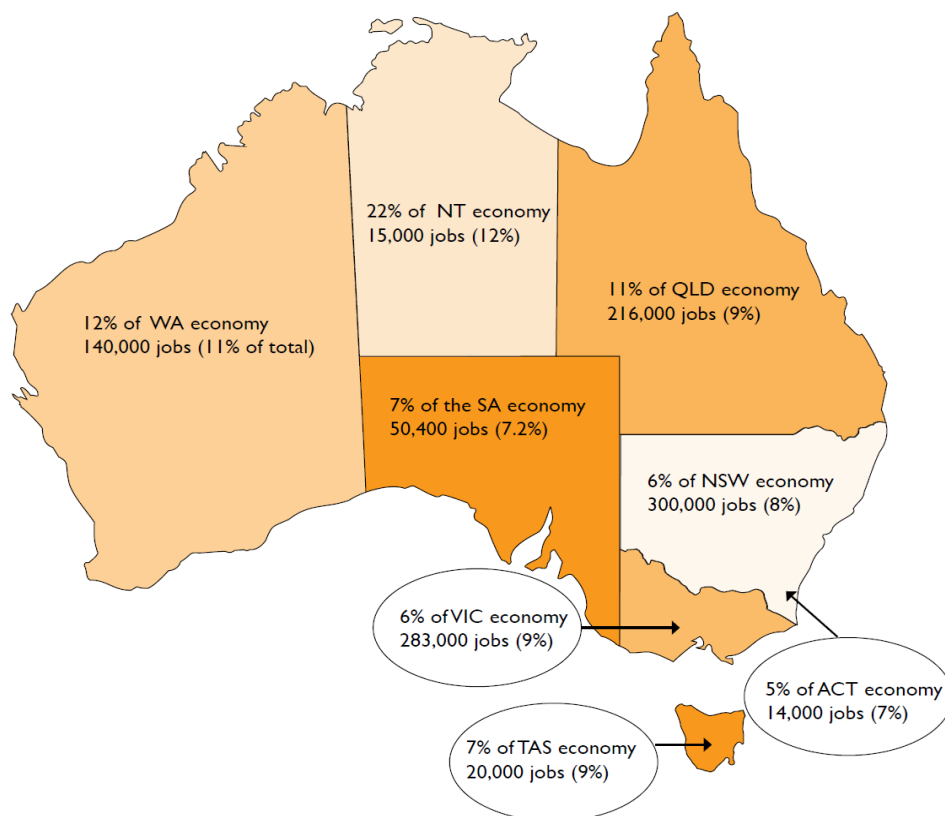 22% of NT economy
15,000 jobs (12%)
11% of QLD economy
216,000 jobs (9%)
12% of WA economy
140,000 jobs (11% of total)
7% of the SA economy
50,400 jobs (7.2%)
6% of NSW economy
300,000 jobs (8%)
6% of VIC economy
283,000 jobs (9%)
5% of ACT economy
14,000 jobs (7%)
7% of TAS economy
20,000 jobs (9%)